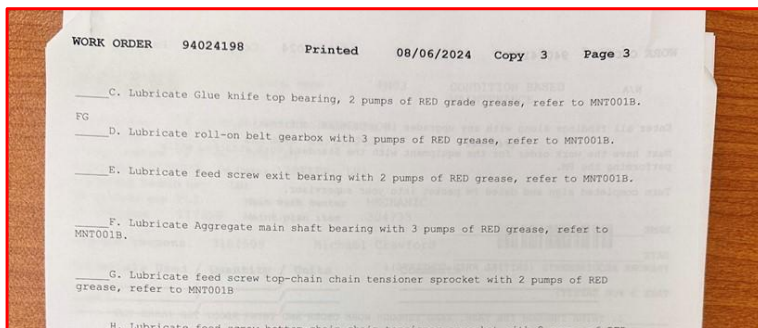 WORK ORDER 94024198 Printed 08/06/2024 Copy 3 Page 3
_____C. Lubricate Glue knife top bearing, 2 pumps of RED grade grease, refer to MNT001B.
FG
_____D. Lubricate roll-on belt gearbox with 3 pumps of RED grease, refer to MNT001B.
_____E. Lubricate feed screw exit bearing with 2 pumps of RED grease, refer to MNT001B.
_____F. Lubricate Aggregate main shaft bearing with 3 pumps of RED grease, refer to
MNT001B.
_____G. Lubricate feed screw top-chain chain tensioner sprocket with 2 pumps of RED
grease, refer to MNT001B
H. Lubricate feed screw